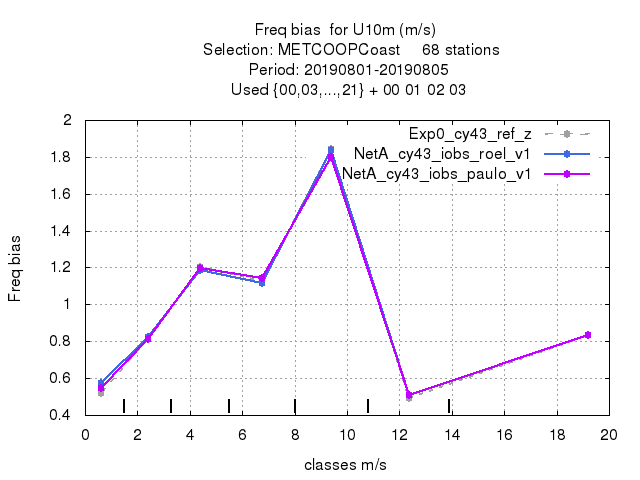 Freq bias  for U10m (m/s)
Selection: METCOOPCoast     68 stations
Period: 20190801-20190805
Used {00,03,...,21} + 00 01 02 03
Exp0_cy43_ref_z
NetA_cy43_iobs_roel_v1
NetA_cy43_iobs_paulo_v1
Freq bias
2
1.8
1.6
1.4
1.2
1
0.8
0.6
0.4
0 2 4 6 8 10 12 14 16 18 20
classes m/s